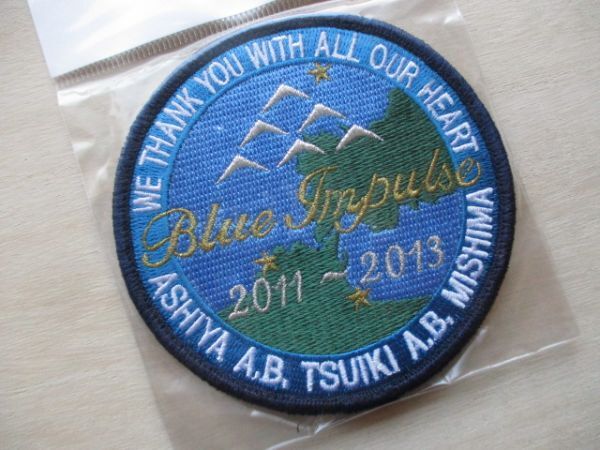 WE THANK YOU WITH ALL OUR HEART
Blue Impulse
2011～2013
ASHIYA A.B. TSUIKI A.B. MISHIMA